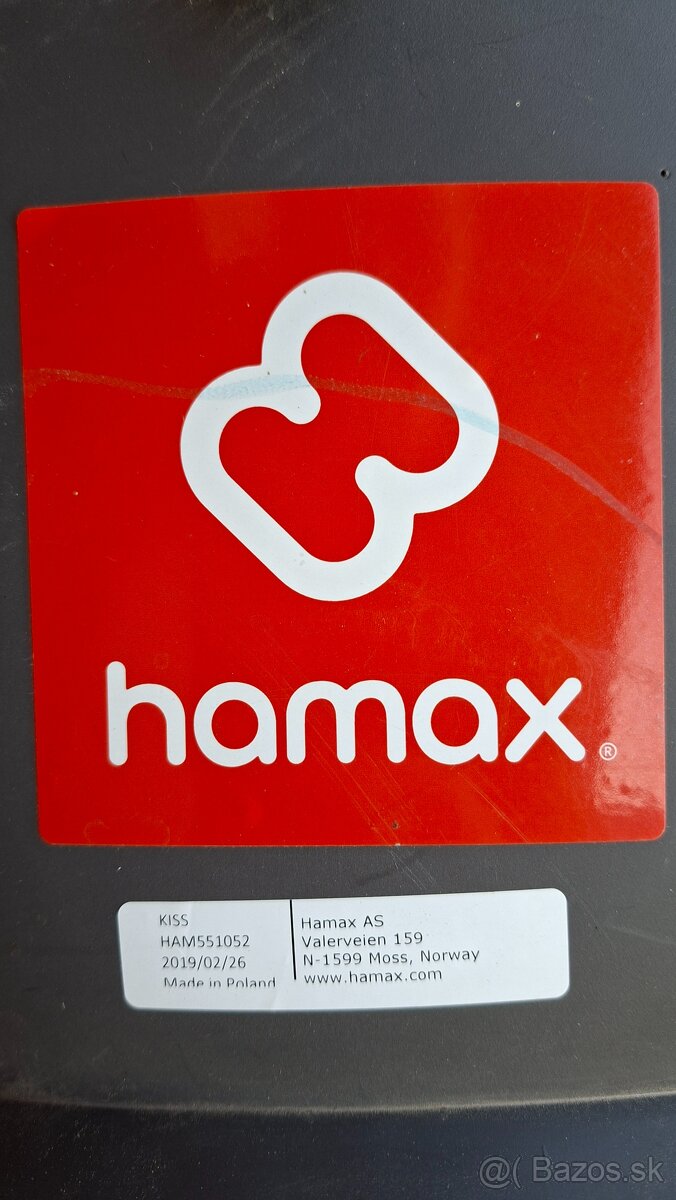 hamax®
KISS
HAM551052
2019/02/26
Made in Poland
Hamax AS
Valerveien 159
N-1599 Moss, Norway
www.hamax.com
@( Bazos.sk